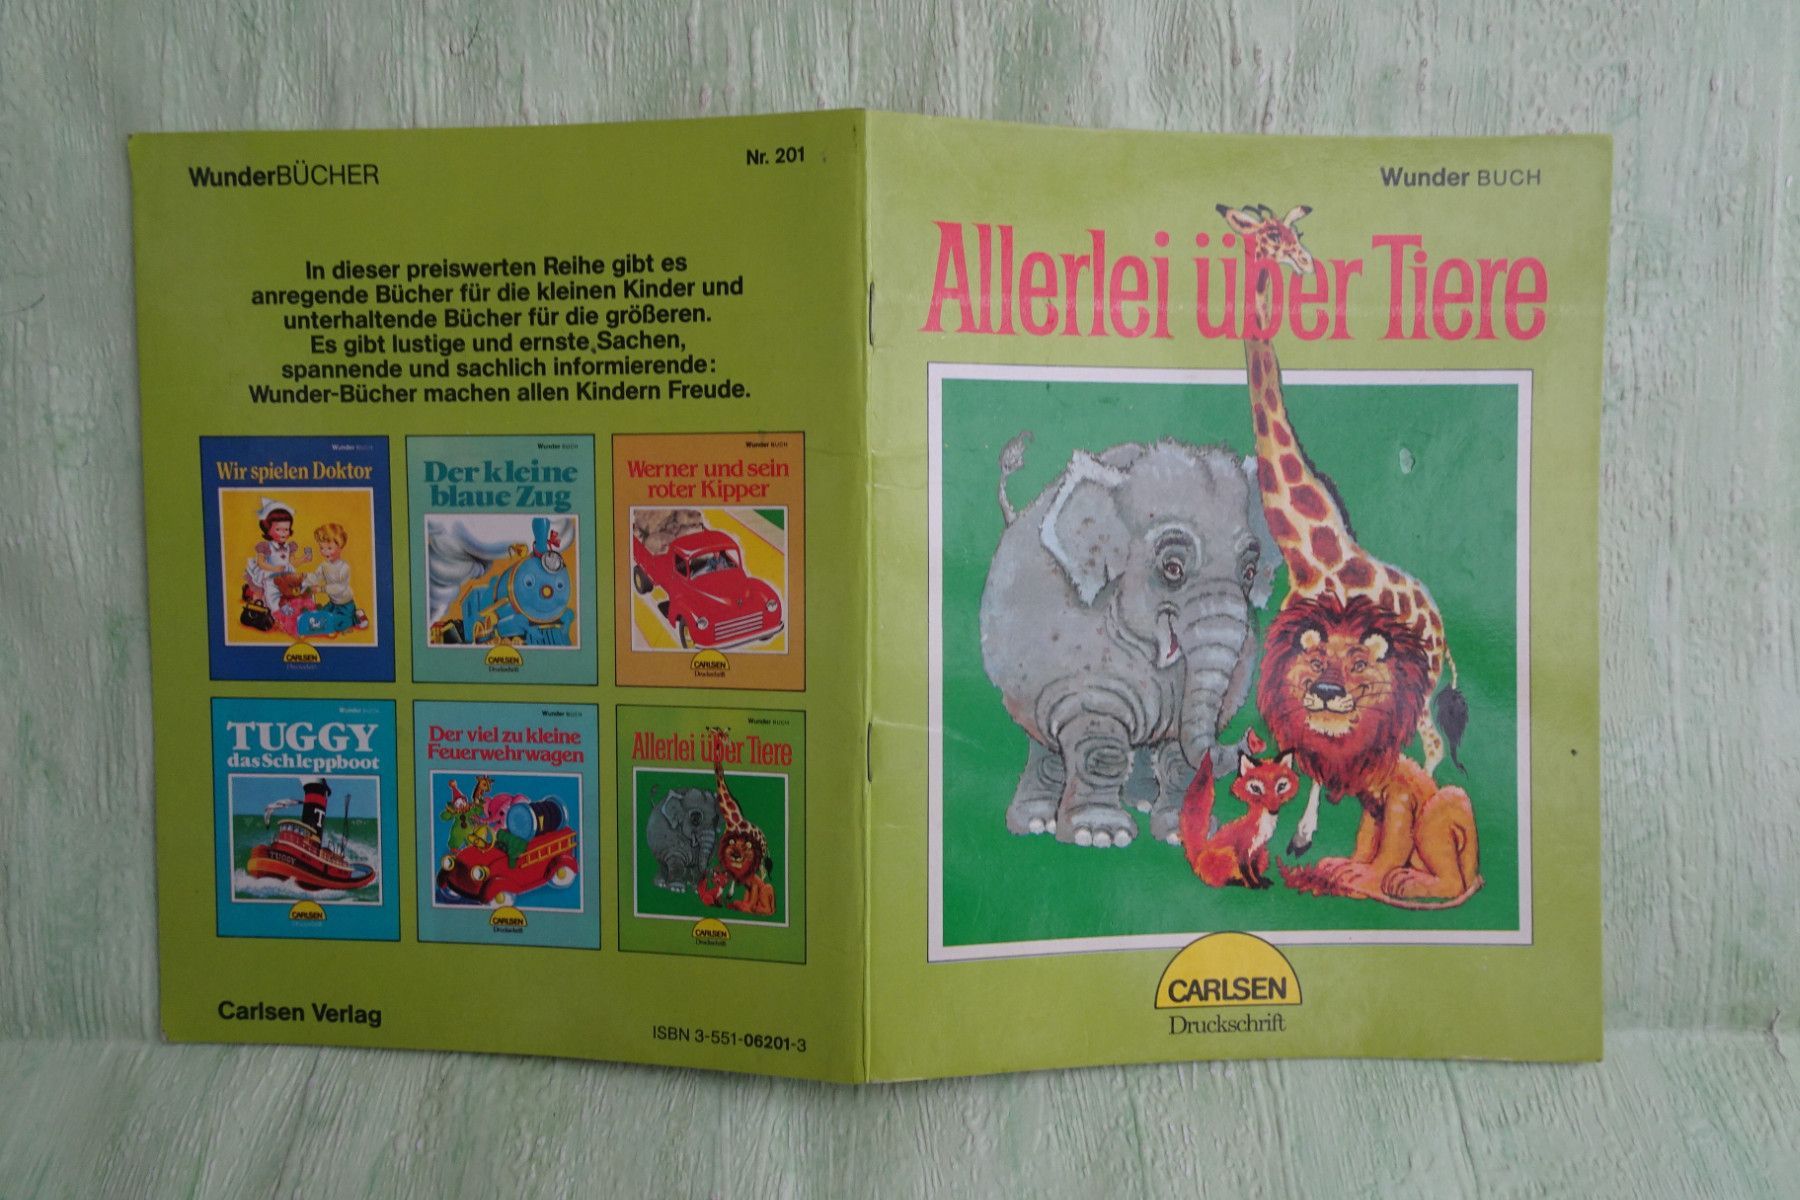 WunderBÜCHER
Nr. 201
In dieser preiswerten Reihe gibt es
anregende Bücher für die kleinen Kinder und
unterhaltende Bücher für die größeren.
Es gibt lustige und ernste Sachen,
spannende und sachlich informierende:
Wunder-Bücher machen allen Kindern Freude.
Wunder BUCH
Wir spielen Doktor
CARLSEN
Druckschrift
Wunder BUCH
Der kleine
blaue Zug
CARLSEN
Druckschrift
Wunder BUCH
Werner und sein
roter Kipper
CARLSEN
Druckschrift
Wunder BUCH
TUGGY
das Schleppboot
T
TUGGY
CARLSEN
Druckschrift
Wunder BUCH
Der viel zu kleine
Feuerwehrwagen
CARLSEN
Druckschrift
Wunder BUCH
Allerlei über Tiere
CARLSEN
Druckschrift
Carlsen Verlag
ISBN 3-551-06201-3
Wunder BUCH
Allerlei über Tiere
CARLSEN
Druckschrift